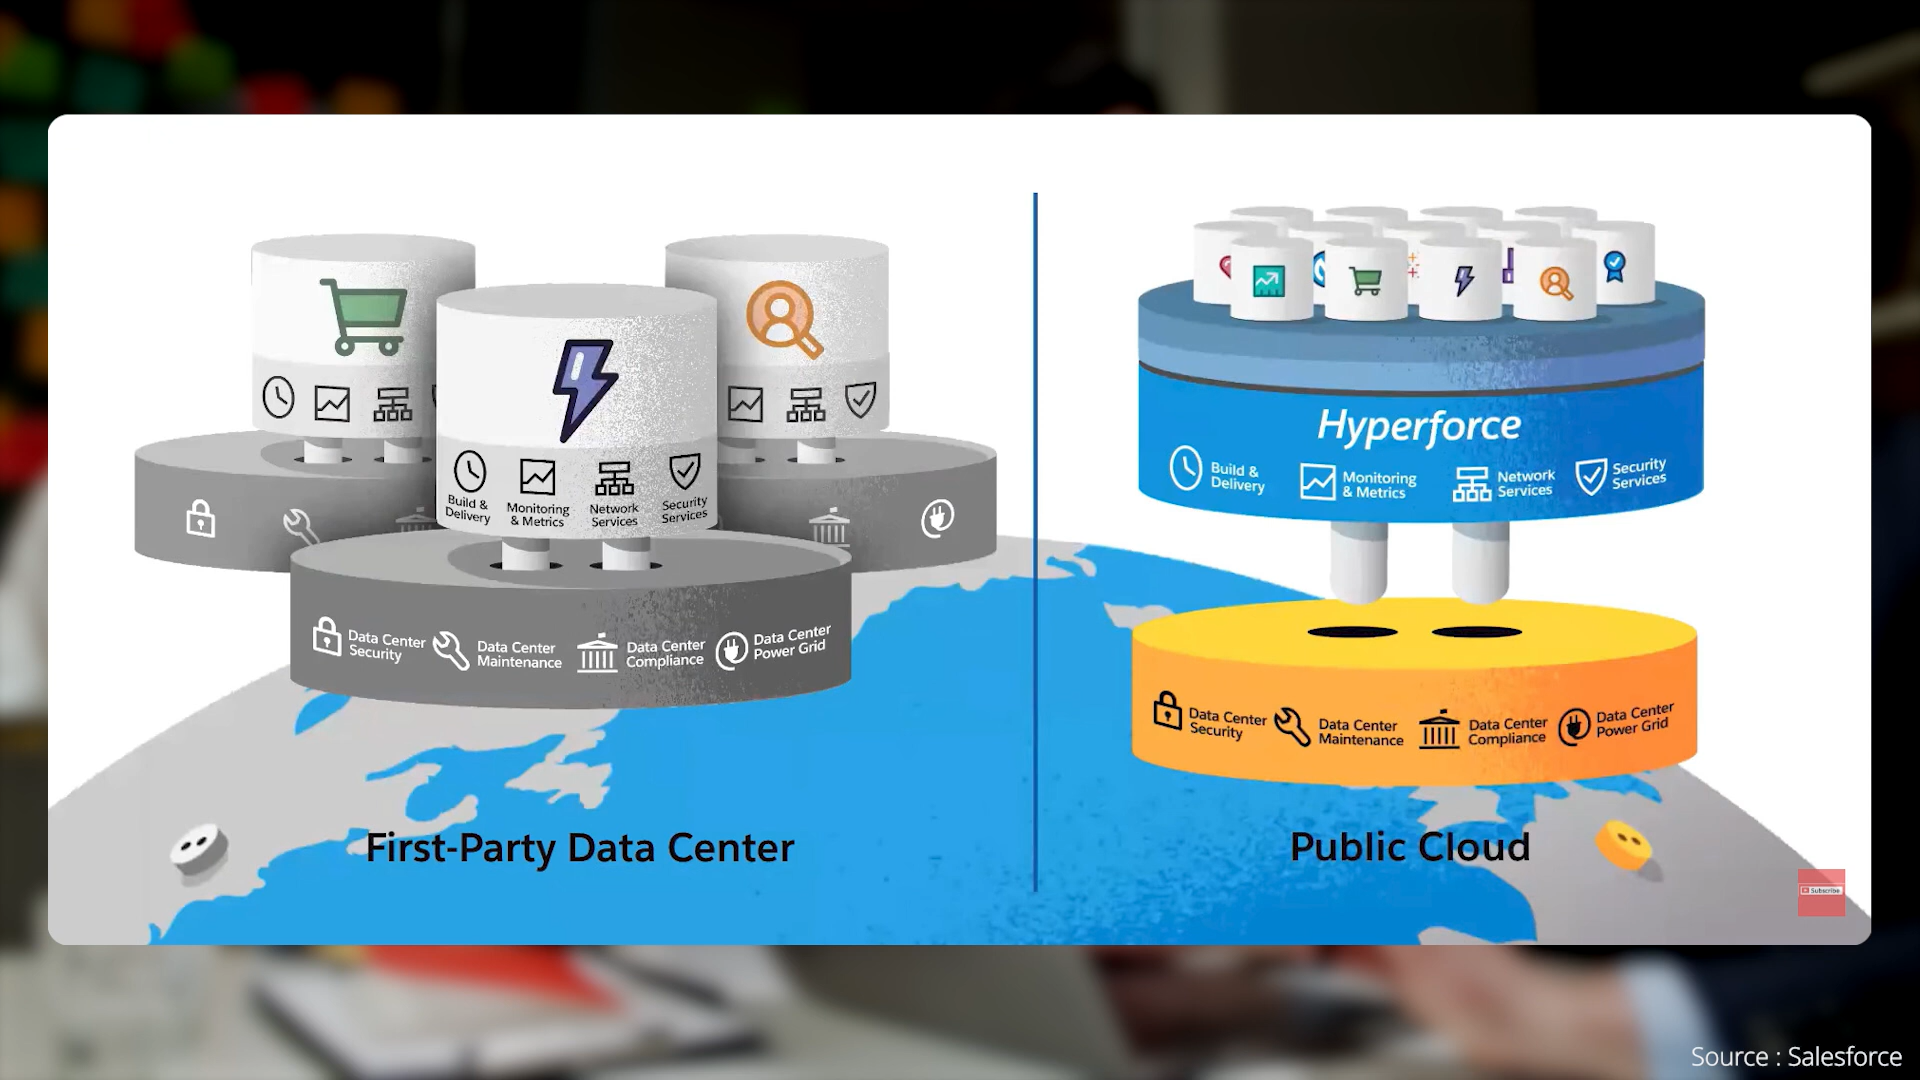 Build &
Delivery
Monitoring
& Metrics
Network
Services
Security
Services
Data Center
Security
Data Center
Maintenance
Data Center
Compliance
Data Center
Power Grid
First-Party Data Center
Hyperforce
Build &
Delivery
Monitoring
& Metrics
Network
Services
Security
Services
Data Center
Security
Data Center
Maintenance
Data Center
Compliance
Data Center
Power Grid
Public Cloud
Subscribe
Source : Salesforce